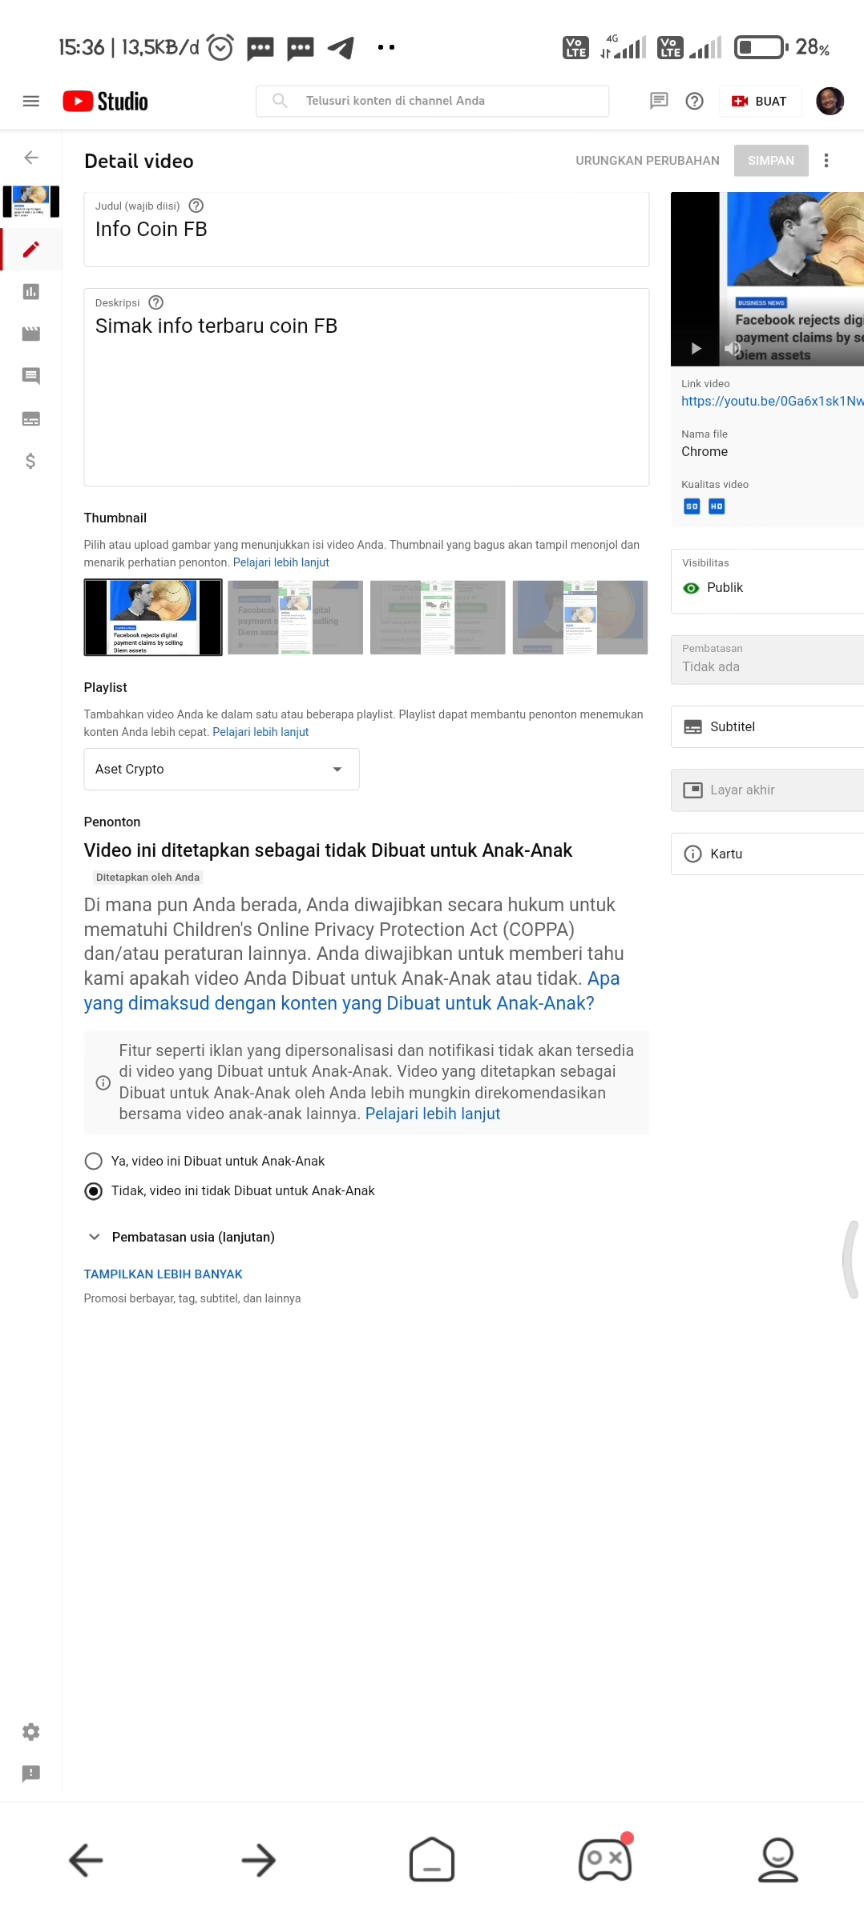 15:36 | 13,5KB/d
Vo LTE
4G
Vo LTE
28%
Studio
Telusuri konten di channel Anda
BUAT
Detail video
URUNGKAN PERUBAHAN
SIMPAN
Judul (wajib diisi)
Info Coin FB
Deskripsi
Simak info terbaru coin FB
BUSINESS NEWS
Facebook rejects digi
payment claims by se
Diem assets
Link video
https://youtu.be/0Ga6x1sk1Nw
Nama file
Chrome
Kualitas video
SD HD
Thumbnail
Pilih atau upload gambar yang menunjukkan isi video Anda. Thumbnail yang bagus akan tampil menonjol dan
menarik perhatian penonton. Pelajari lebih lanjut
Facebook rejects digital
payment claims by selling
Diem assets
Visibilitas
Publik
Pembatasan
Tidak ada
Subtitel
Layar akhir
Kartu
Playlist
Tambahkan video Anda ke dalam satu atau beberapa playlist. Playlist dapat membantu penonton menemukan
konten Anda lebih cepat. Pelajari lebih lanjut
Aset Crypto
Penonton
Video ini ditetapkan sebagai tidak Dibuat untuk Anak-Anak
Ditetapkan oleh Anda
Di mana pun Anda berada, Anda diwajibkan secara hukum untuk
mematuhi Children's Online Privacy Protection Act (COPPA)
dan/atau peraturan lainnya. Anda diwajibkan untuk memberi tahu
kami apakah video Anda Dibuat untuk Anak-Anak atau tidak. Apa
yang dimaksud dengan konten yang Dibuat untuk Anak-Anak?
Fitur seperti iklan yang dipersonalisasi dan notifikasi tidak akan tersedia
di video yang Dibuat untuk Anak-Anak. Video yang ditetapkan sebagai
Dibuat untuk Anak-Anak oleh Anda lebih mungkin direkomendasikan
bersama video anak-anak lainnya. Pelajari lebih lanjut
Ya, video ini Dibuat untuk Anak-Anak
Tidak, video ini tidak Dibuat untuk Anak-Anak
Pembatasan usia (lanjutan)
TAMPILKAN LEBIH BANYAK
Promosi berbayar, tag, subtitel, dan lainnya